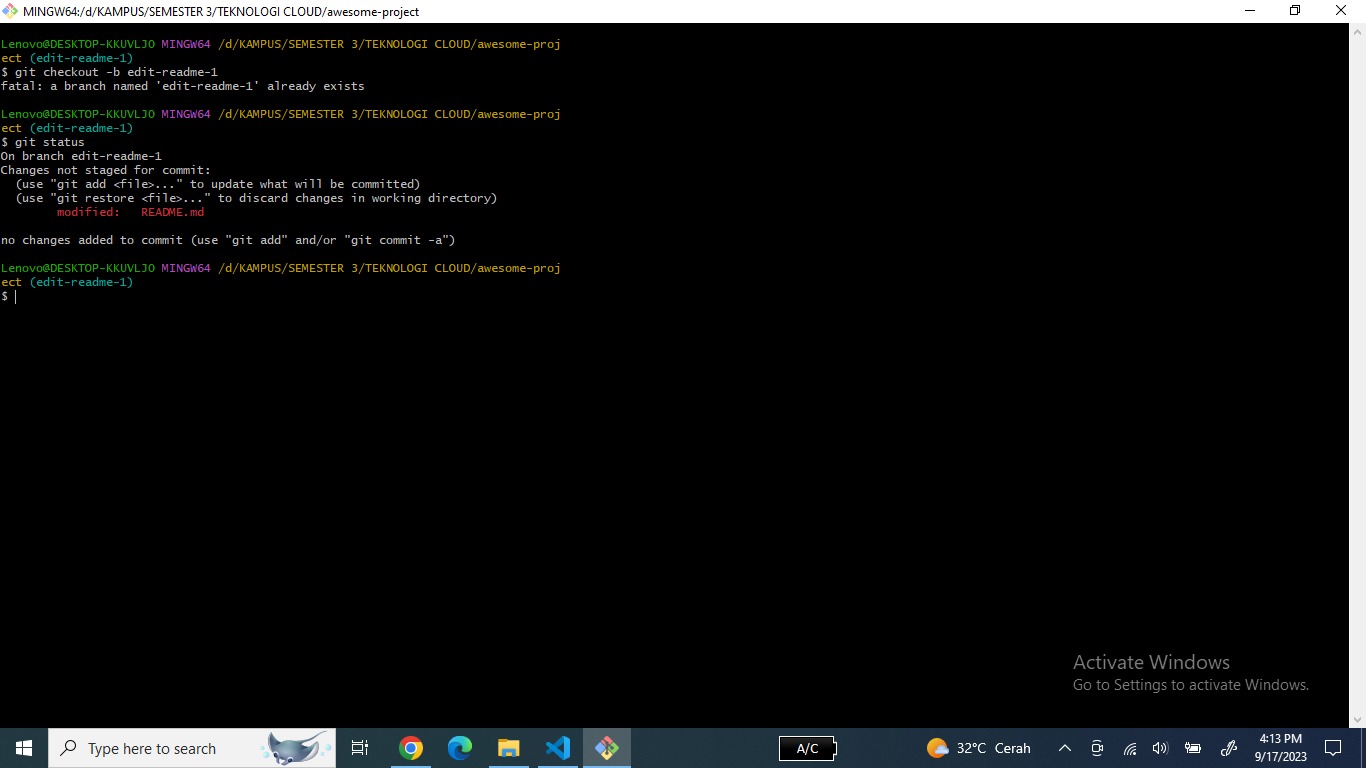 MINGW64:/d/KAMPUS/SEMESTER 3/TEKNOLOGI CLOUD/awesome-project
Lenovo@DESKTOP-KKUVLJO MINGW64 /d/KAMPUS/SEMESTER 3/TEKNOLOGI CLOUD/awesome-proj
ect (edit-readme-1)
$ git checkout -b edit-readme-1
fatal: a branch named 'edit-readme-1' already exists
Lenovo@DESKTOP-KKUVLJO MINGW64 /d/KAMPUS/SEMESTER 3/TEKNOLOGI CLOUD/awesome-proj
ect (edit-readme-1)
$ git status
On branch edit-readme-1
Changes not staged for commit:
  (use "git add <file>..." to update what will be committed)
  (use "git restore <file>..." to discard changes in working directory)
        modified:   README.md
no changes added to commit (use "git add" and/or "git commit -a")
Lenovo@DESKTOP-KKUVLJO MINGW64 /d/KAMPUS/SEMESTER 3/TEKNOLOGI CLOUD/awesome-proj
ect (edit-readme-1)
$
Activate Windows
Go to Settings to activate Windows.
Type here to search
A/C
32°C Cerah
4:13 PM
9/17/2023